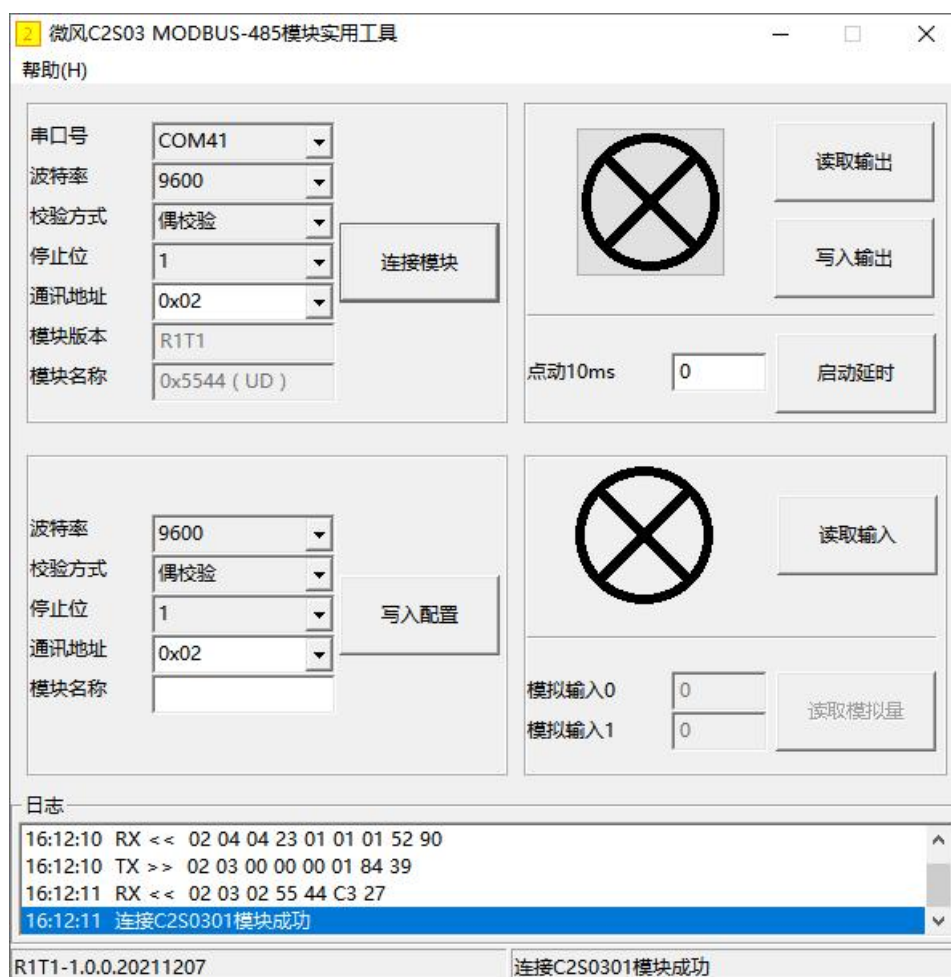 2 微风C2S03 MODBUS-485模块实用工具
帮助(H)
串口号 COM41
波特率 9600
校验方式 偶校验
停止位 1
通讯地址 0x02
模块版本 R1T1
模块名称 0x5544 ( UD )
连接模块
读取输出
写入输出
点动10ms 0 启动延时
波特率 9600
校验方式 偶校验
停止位 1
通讯地址 0x02
模块名称
写入配置
读取输入
模拟输入0 0
模拟输入1 0
读取模拟量
日志
16:12:10 RX << 02 04 04 23 01 01 01 52 90
16:12:10 TX >> 02 03 00 00 00 01 84 39
16:12:11 RX << 02 03 02 55 44 C3 27
16:12:11 连接C2S0301模块成功
R1T1-1.0.0.20211207 连接C2S0301模块成功